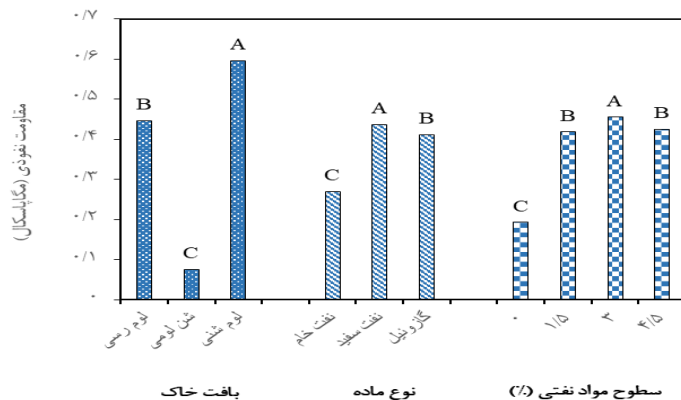 مقاومت نفوذی (مگاپاسکال)
۰/۷
۰/۶
۰/۵
۰/۴
۰/۳
۰/۲
۰/۱
۰
B
C
A
C
A
B
C
B
A
B
لوم رسی
شن لومی
لوم شنی
نفت خام
نفت سفید
گازوئیل
۰
۱/۵
۳
۴/۵
بافت خاک
نوع ماده
سطوح مواد نفتی (٪)